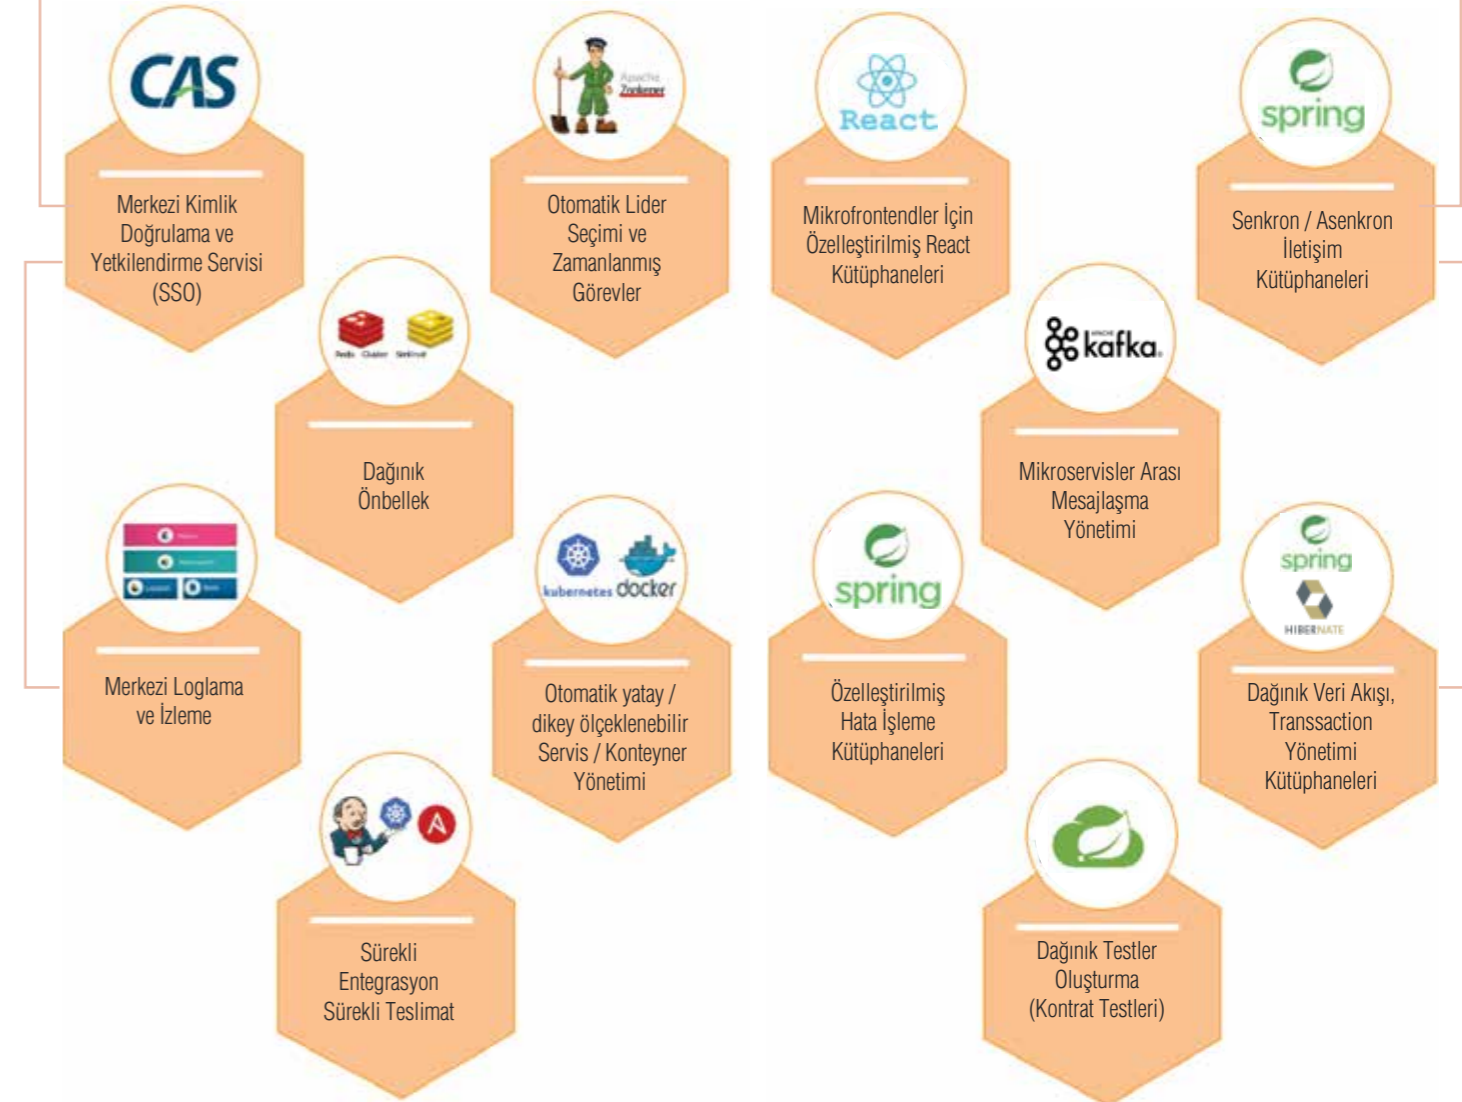 CAS
Merkezi Kimlik
Doğrulama ve
Yetkilendirme Servisi
(SSO)
Apache
Zookeeper
Otomatik Lider
Seçimi ve
Zamanlanmış
Görevler
React
Mikrofrontendler İçin
Özelleştirilmiş React
Kütüphaneleri
spring
Senkron / Asenkron
İletişim
Kütüphaneleri
Redis Cluster
Dağınık
Önbellek
APACHE
kafka.
Mikroservisler Arası
Mesajlaşma
Yönetimi
Merkezi Loglama
ve İzleme
kubernetes docker
Otomatik yatay /
dikey ölçeklenebilir
Servis / Konteyner
Yönetimi
spring
Özelleştirilmiş
Hata İşleme
Kütüphaneleri
spring
HIBERNATE
Dağınık Veri Akışı,
Transsaction
Yönetimi
Kütüphaneleri
A
Sürekli
Entegrasyon
Sürekli Teslimat
Dağınık Testler
Oluşturma
(Kontrat Testleri)